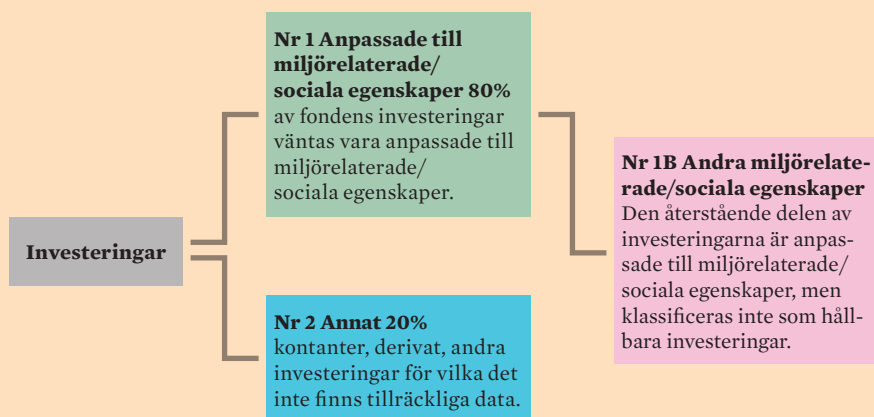 Investeringar
Nr 1 Anpassade till
miljörelaterade/
sociala egenskaper 80%
av fondens investeringar
väntas vara anpassade till
miljörelaterade/
sociala egenskaper.
Nr 2 Annat 20%
kontanter, derivat, andra
investeringar för vilka det
inte finns tillräckliga data.
Nr 1B Andra miljörelate-
rade/sociala egenskaper
Den återstående delen av
investeringarna är anpas-
sade till miljörelaterade/
sociala egenskaper, men
klassificeras inte som håll-
bara investeringar.